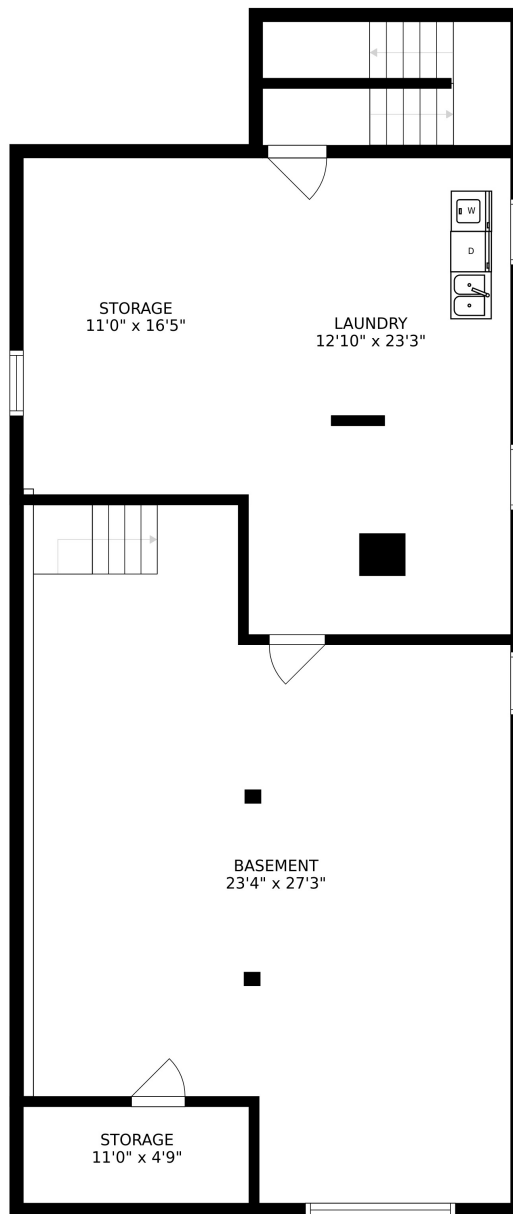 W
D
STORAGE
11'0" x 16'5"
LAUNDRY
12'10" x 23'3"
BASEMENT
23'4" x 27'3"
STORAGE
11'0" x 4'9"